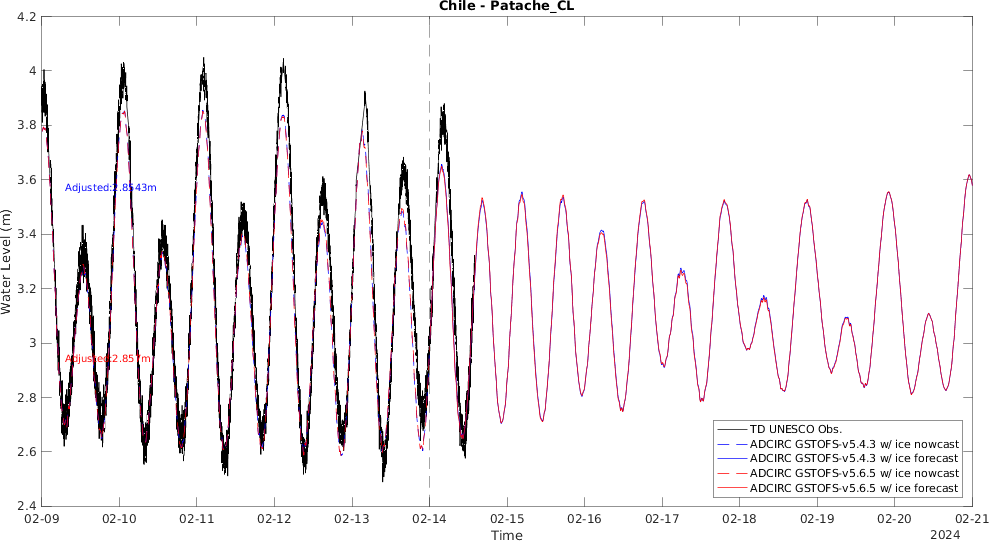 Chile - Patache_CL
4.2
4
3.8
3.6
3.4
3.2
3
2.8
2.6
2.4
Water Level (m)
Adjusted:2.8543m
Adjusted:2.857m
TD UNESCO Obs.
ADCIRC GSTOFS-v5.4.3 w/ ice nowcast
ADCIRC GSTOFS-v5.4.3 w/ ice forecast
ADCIRC GSTOFS-v5.6.5 w/ ice nowcast
ADCIRC GSTOFS-v5.6.5 w/ ice forecast
02-09 02-10 02-11 02-12 02-13 02-14 02-15 02-16 02-17 02-18 02-19 02-20 02-21
Time
2024